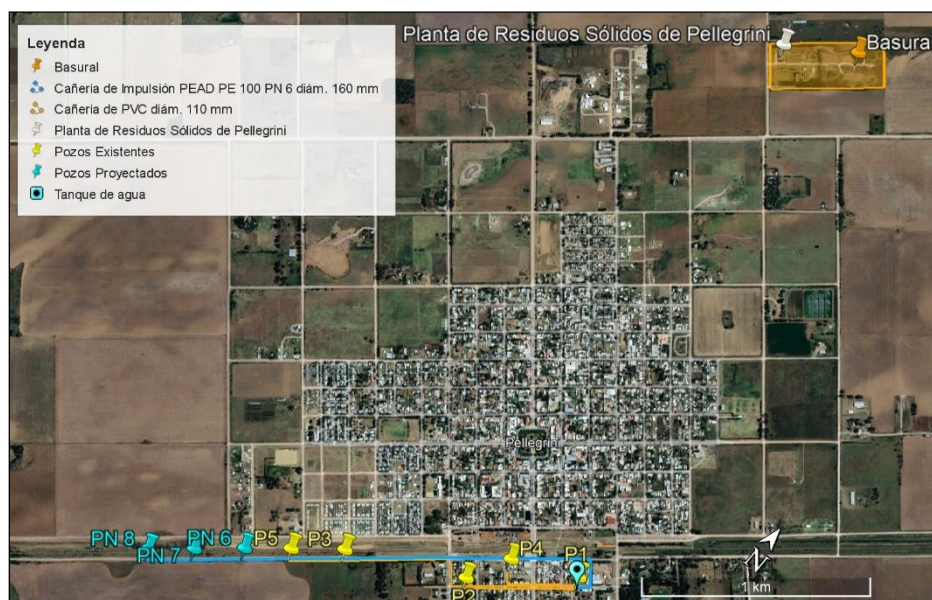 Leyenda
Basural
Cañería de Impulsión PEAD PE 100 PN 6 diám. 160 mm
Cañería de PVC diám. 110 mm
Planta de Residuos Sólidos de Pellegrini
Pozos Existentes
Pozos Proyectados
Tanque de agua
Planta de Residuos Sólidos de Pellegrini
Basural
Pellegrini
PN 8
PN 7
PN 6
P5
P3
P4
P1
P2
N
1 km